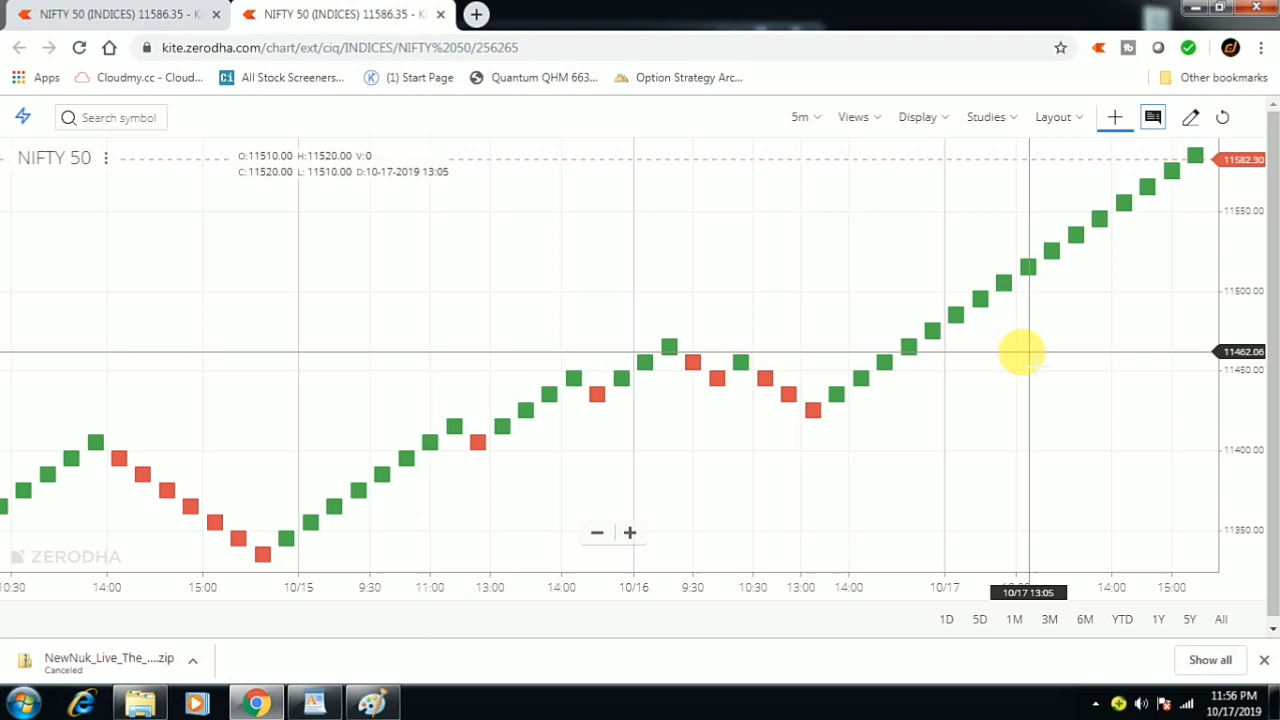 NIFTY 50 (INDICES) 11586.35 - K
NIFTY 50 (INDICES) 11586.35 - K
kite.zerodha.com/chart/ext/ciq/INDICES/NIFTY%2050/256265
Apps
Cloudmy.cc - Cloud...
All Stock Screeners...
(1) Start Page
Quantum QHM 663...
Option Strategy Arc...
Other bookmarks
Search symbol
5m
Views
Display
Studies
Layout
NIFTY 50
O:11510.00 H:11520.00 V:0
C:11520.00 L: 11510.00 D:10-17-2019 13:05
11582.30
11550.00
11500.00
11462.06
11450.00
11400.00
11350.00
ZERODHA
10:30 14:00 15:00 10/15 9:30 11:00 13:00 14:00 10/16 9:30 10:30 13:00 14:00 10/17 14:00 15:00
10/17 13:05
1D 5D 1M 3M 6M YTD 1Y 5Y All
NewNuk_Live_The_....zip
Canceled
Show all
11:56 PM
10/17/2019